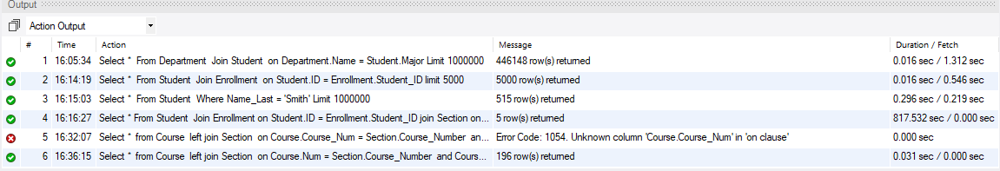 Output
Action Output
# Time Action Message Duration / Fetch
1 16:05:34 Select * From Department Join Student on Department.Name = Student.Major Limit 1000000 446148 row(s) returned 0.016 sec / 1.312 sec
2 16:14:19 Select * From Student Join Enrollment on Student.ID = Enrollment.Student_ID limit 5000 5000 row(s) returned 0.016 sec / 0.546 sec
3 16:15:03 Select * From Student Where Name_Last = 'Smith' Limit 1000000 515 row(s) returned 0.296 sec / 0.219 sec
4 16:16:27 Select * From Student Join Enrollment on Student.ID = Enrollment.Student_ID join Section on... 5 row(s) returned 817.532 sec / 0.000 sec
5 16:32:07 Select * from Course left join Section on Course.Course_Num = Section.Course_Number an... Error Code: 1054. Unknown column 'Course.Course_Num' in 'on clause' 0.000 sec
6 16:36:15 Select * from Course left join Section on Course.Num = Section.Course_Number and Cours... 196 row(s) returned 0.031 sec / 0.000 sec